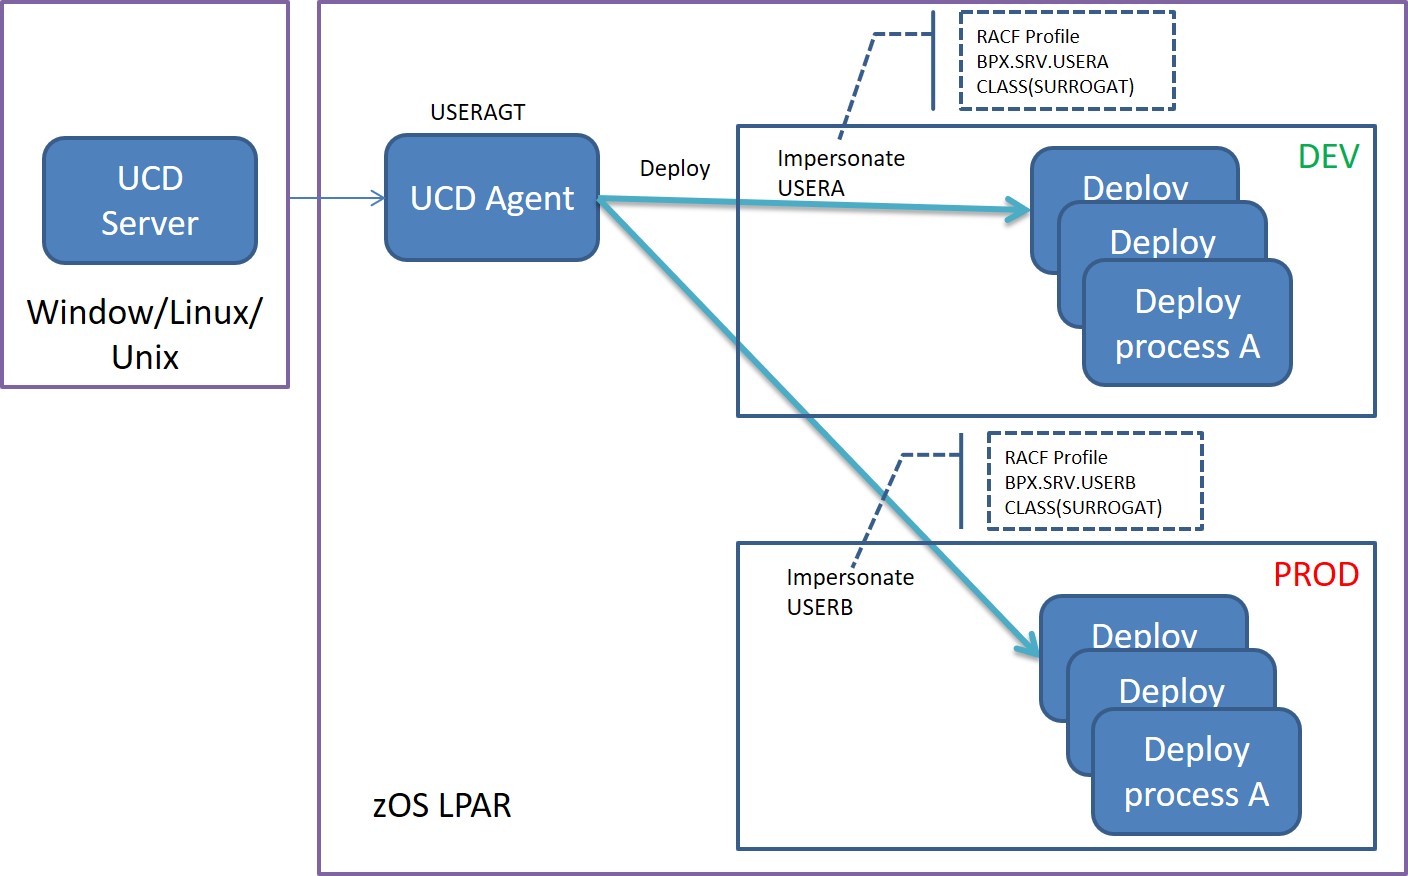 UCD
Server
Window/Linux/
Unix
USERAGT
UCD Agent
Deploy
RACF Profile
BPX.SRV.USERA
CLASS(SURROGAT)
Impersonate
USERA
DEV
Deploy
Deploy
Deploy
process A
RACF Profile
BPX.SRV.USERB
CLASS(SURROGAT)
Impersonate
USERB
PROD
Deploy
Deploy
Deploy
process A
zOS LPAR